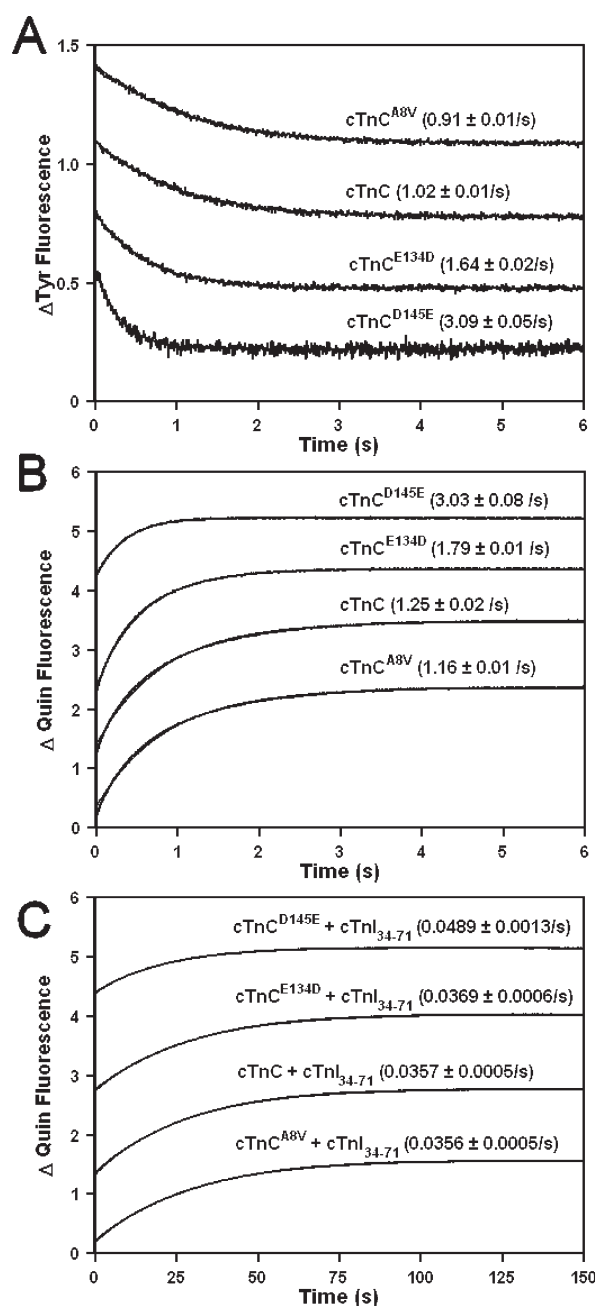 A
1.5
1.0
0.5
0
ΔTyr Fluorescence
cTnC^A8V (0.91 ± 0.01/s)
cTnC (1.02 ± 0.01/s)
cTnC^E134D (1.64 ± 0.02/s)
cTnC^D145E (3.09 ± 0.05/s)
0 1 2 3 4 5 6
Time (s)
B
6
5
4
3
2
1
0
Δ Quin Fluorescence
cTnC^D145E (3.03 ± 0.08 /s)
cTnC^E134D (1.79 ± 0.01 /s)
cTnC (1.25 ± 0.02 /s)
cTnC^A8V (1.16 ± 0.01 /s)
0 1 2 3 4 5 6
Time (s)
C
6
5
4
3
2
1
0
Δ Quin Fluorescence
cTnC^D145E + cTnI_34-71 (0.0489 ± 0.0013/s)
cTnC^E134D + cTnI_34-71 (0.0369 ± 0.0006/s)
cTnC + cTnI_34-71 (0.0357 ± 0.0005/s)
cTnC^A8V + cTnI_34-71 (0.0356 ± 0.0005/s)
0 25 50 75 100 125 150
Time (s)